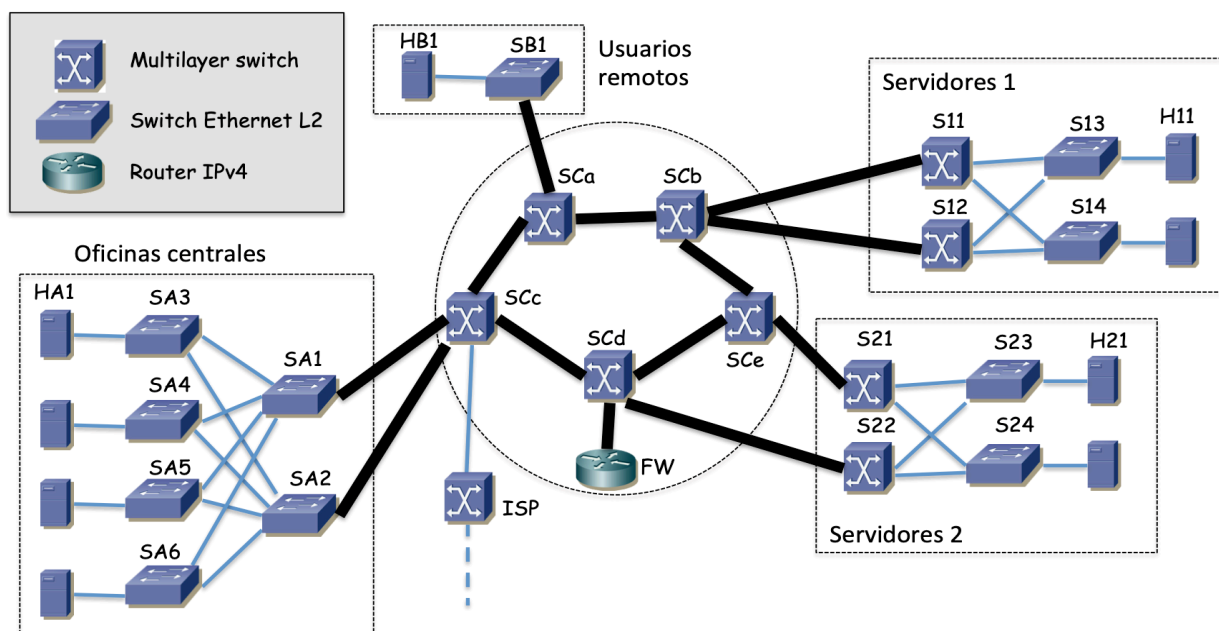 Multilayer switch
Switch Ethernet L2
Router IPv4
HB1
SB1
Usuarios
remotos
Servidores 1
S11
S13
H11
S12
S14
SCa
SCb
SCc
SCd
SCe
FW
ISP
Oficinas centrales
HA1
SA3
SA4
SA5
SA6
SA1
SA2
S21
S23
H21
S22
S24
Servidores 2